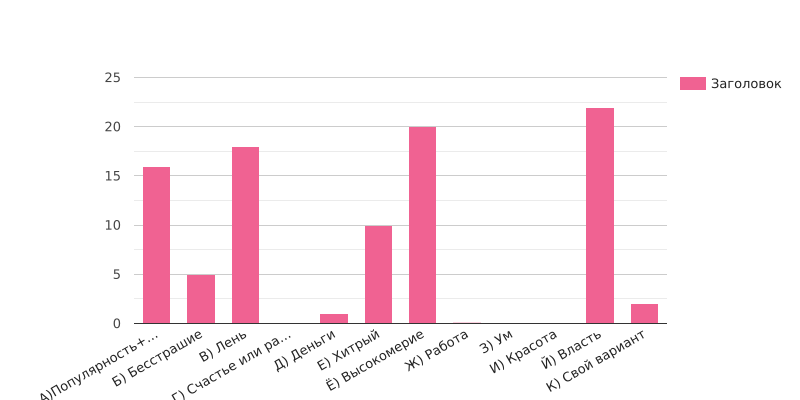 25
20
15
10
5
0
Заголовок
А)Популярность+...
Б) Бесстрашие
В) Лень
Г) Счастье или ра...
Д) Деньги
Е) Хитрый
Ё) Высокомерие
Ж) Работа
З) Ум
И) Красота
Й) Власть
К) Свой вариант